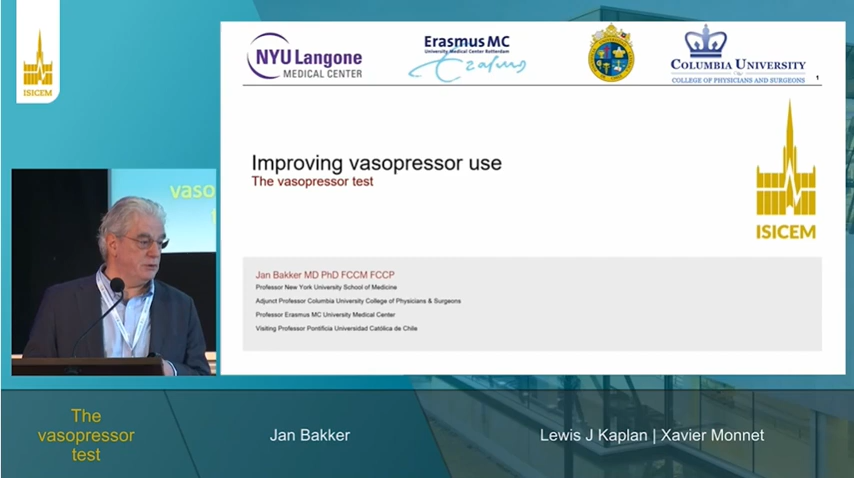 ISICEM
NYU Langone
MEDICAL CENTER
Erasmus MC
University Medical Center Rotterdam
Erasmus
COLUMBIA UNIVERSITY
COLLEGE OF PHYSICIANS AND SURGEONS
1
Improving vasopressor use
The vasopressor test
ISICEM
vaso
Jan Bakker MD PhD FCCM FCCP
Professor New York University School of Medicine
Adjunct Professor Columbia University College of Physicians & Surgeons
Professor Erasmus MC University Medical Center
Visiting Professor Pontificia Universidad Católica de Chile
The
vasopressor
test
Jan Bakker
Lewis J Kaplan | Xavier Monnet